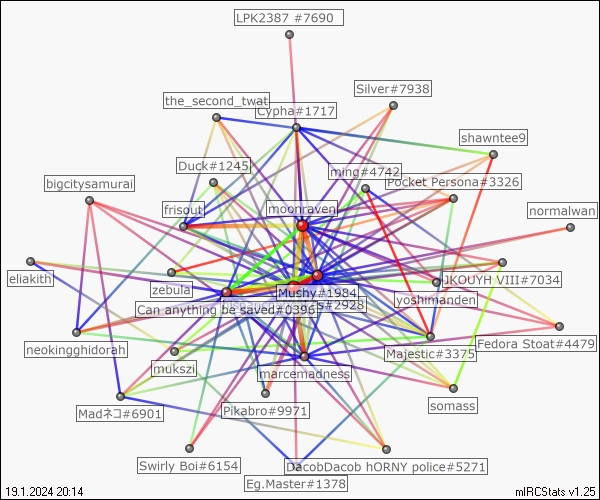 LPK2387 #7690
Silver#7938
the_second_twat
Cypha#1717
shawntee9
Duck#1245
ming#4742
Pocket Persona#3326
bigcitysamurai
frisout
moonraven
normalwan
eliakith
zebula
JKOUYH VIII#7034
Mushy#1984
yoshimanden
Can anything be saved#0396
s#2928
neokingghidorah
Majestic#3375
Fedora Stoat#4479
mukszi
marcemadness
Madネコ#6901
Pikabro#9971
somass
Swirly Boi#6154
DacobDacob hORNY police#5271
Eg.Master#1378
19.1.2024 20:14
mIRCStats v1.25